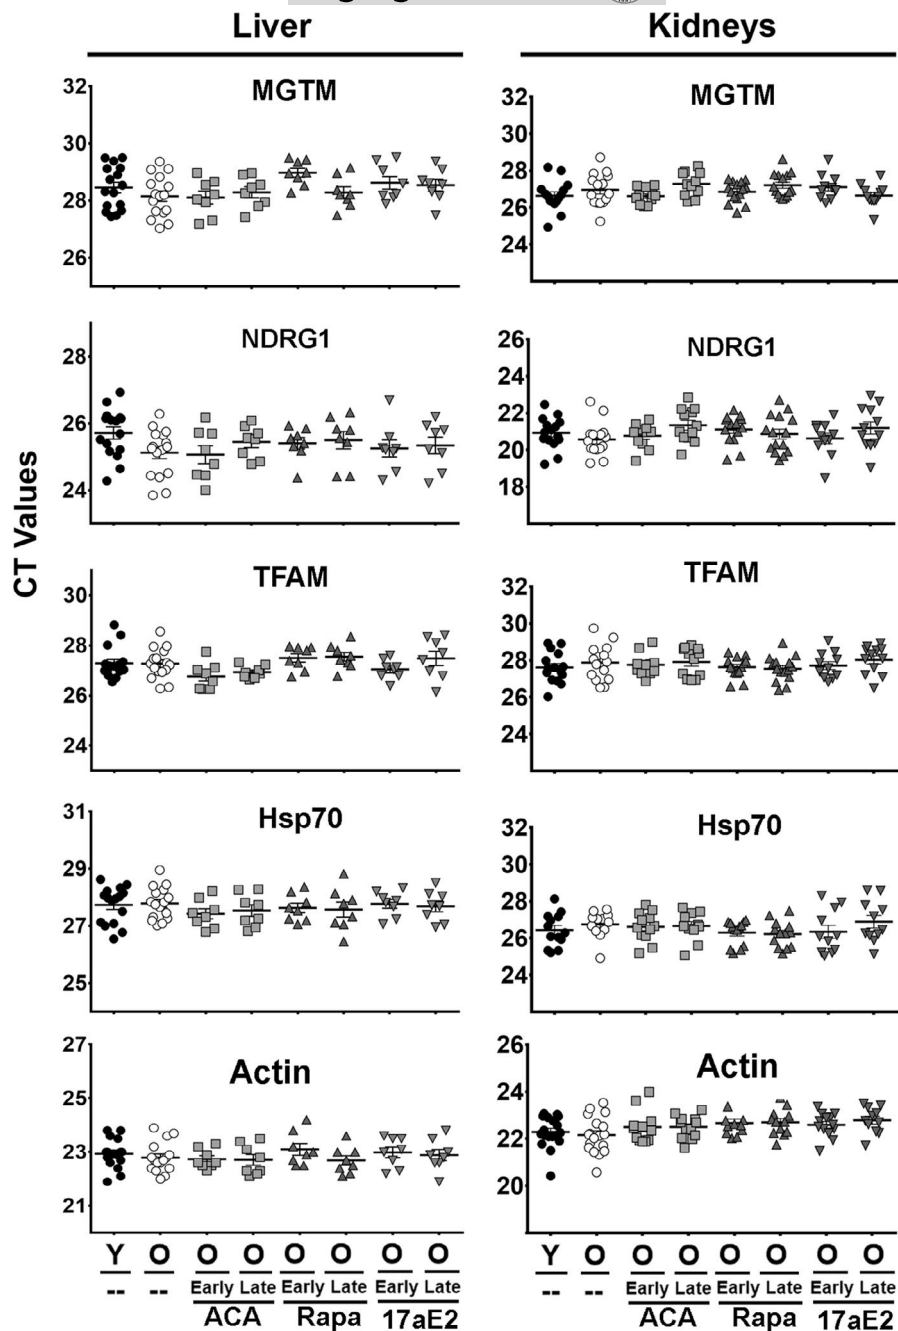 Liver
Kidneys
MGTM
32
30
28
26
MGTM
32
28
26
24
NDRG1
28
26
24
NDRG1
26
24
21
20
18
CT Values
TFAM
30
28
26
24
TFAM
32
30
28
26
24
Hsp70
31
29
27
25
Hsp70
32
30
28
26
24
Actin
27
25
23
21
Actin
26
24
22
20
Y O O O O O O O
-- -- Early Late Early Late Early Late
ACA Rapa 17aE2
Y O O O O O O O
-- -- Early Late Early Late Early Late
ACA Rapa 17aE2